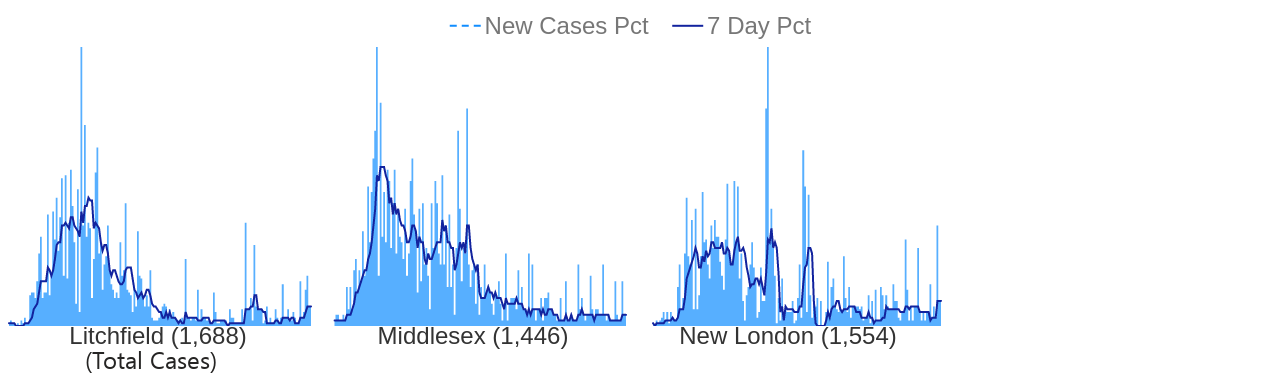 New Cases Pct 7 Day Pct
Litchfield (1,688) Middlesex (1,446) New London (1,554)
(Total Cases)